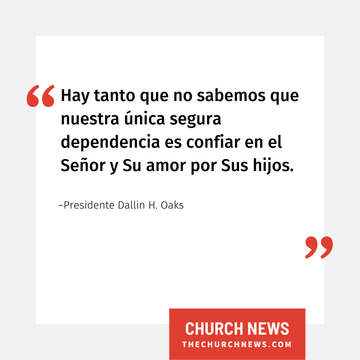 “
Hay tanto que no sabemos que
nuestra única segura
dependencia es confiar en el
Señor y Su amor por Sus hijos.
–Presidente Dallin H. Oaks
”
CHURCH NEWS
THECHURCHNEWS.COM